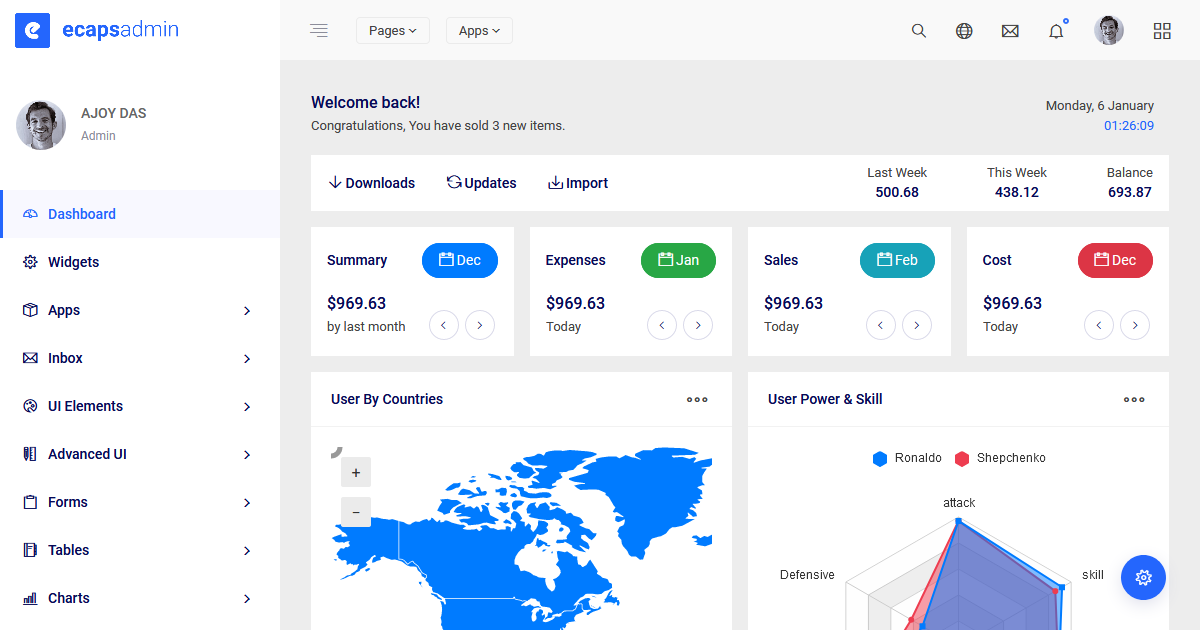 ecapsadmin
Pages
Apps
AJOY DAS
Admin
Dashboard
Widgets
Apps
Inbox
UI Elements
Advanced UI
Forms
Tables
Charts
Welcome back!
Congratulations, You have sold 3 new items.
Monday, 6 January
01:26:09
Downloads Updates Import
Last Week This Week Balance
500.68 438.12 693.87
Summary Dec
$969.63
by last month
Expenses Jan
$969.63
Today
Sales Feb
$969.63
Today
Cost Dec
$969.63
Today
User By Countries
+
−
User Power & Skill
Ronaldo Shepchenko
attack
Defensive
skill